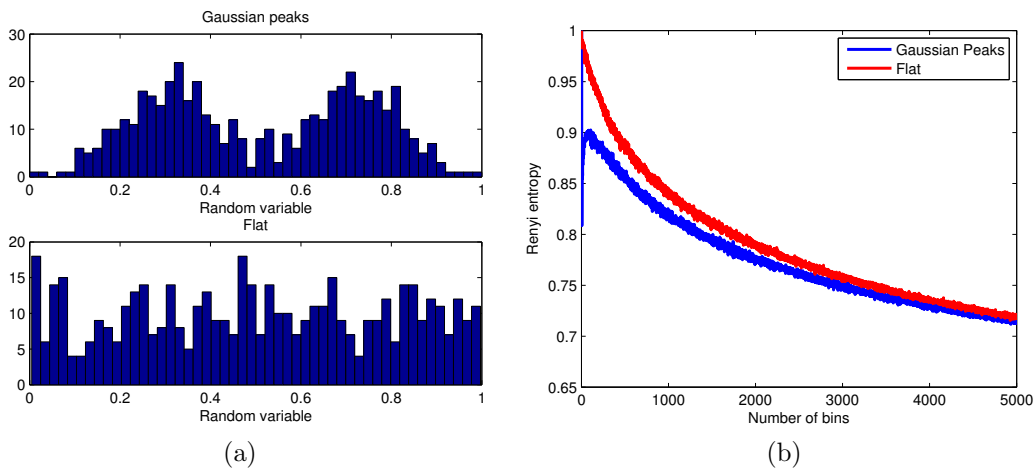 Gaussian peaks
30
20
10
0
0 0.2 0.4 0.6 0.8 1
Random variable
Flat
20
15
10
5
0
0 0.2 0.4 0.6 0.8 1
Random variable
(a)
1
0.95
0.9
0.85
0.8
0.75
0.7
0.65
Renyi entropy
Gaussian Peaks
Flat
0 1000 2000 3000 4000 5000
Number of bins
(b)